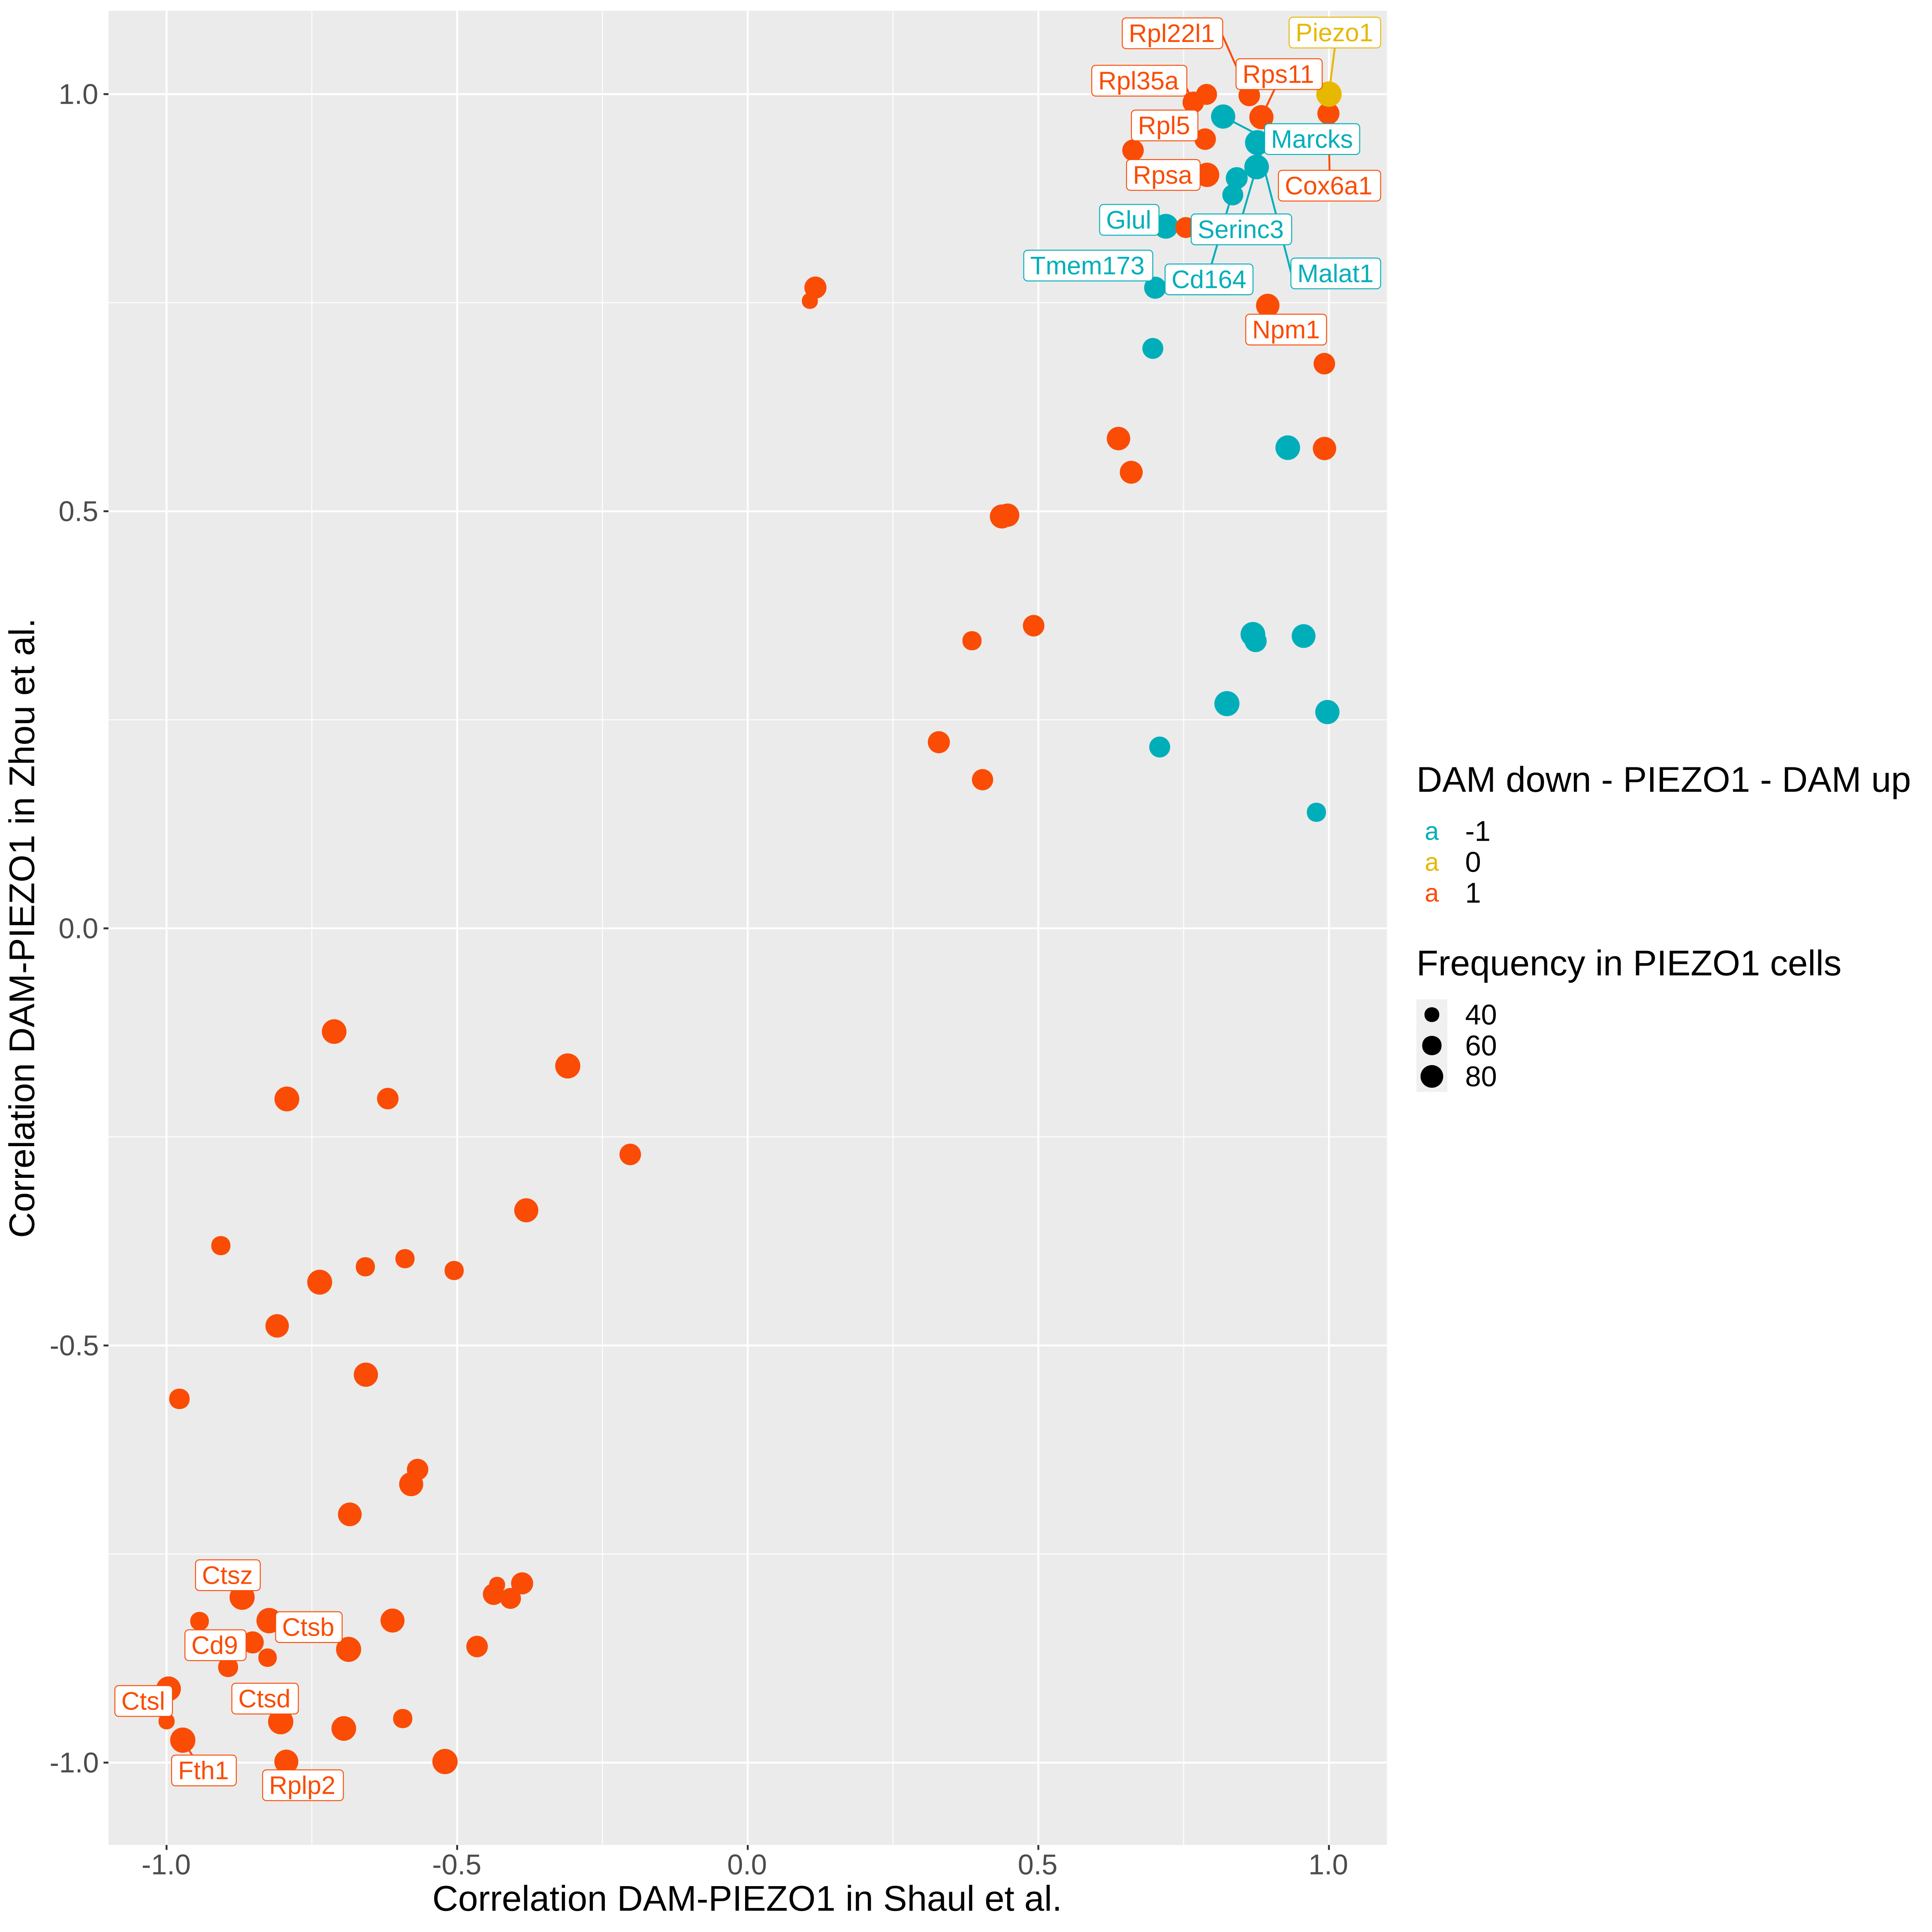 Rpl22l1
Piezo1
Rpl35a
Rps11
Rpl5
Marcks
Rpsa
Cox6a1
Glul
Serinc3
Tmem173
Cd164
Malat1
Npm1
Ctsz
Ctsb
Cd9
Ctsl
Ctsd
Fth1
Rplp2
1.0
0.5
0.0
-0.5
-1.0
Correlation DAM-PIEZO1 in Zhou et al.
-1.0
-0.5
0.0
0.5
1.0
Correlation DAM-PIEZO1 in Shaul et al.
DAM down - PIEZO1 - DAM up
a -1
a 0
a 1
Frequency in PIEZO1 cells
40
60
80